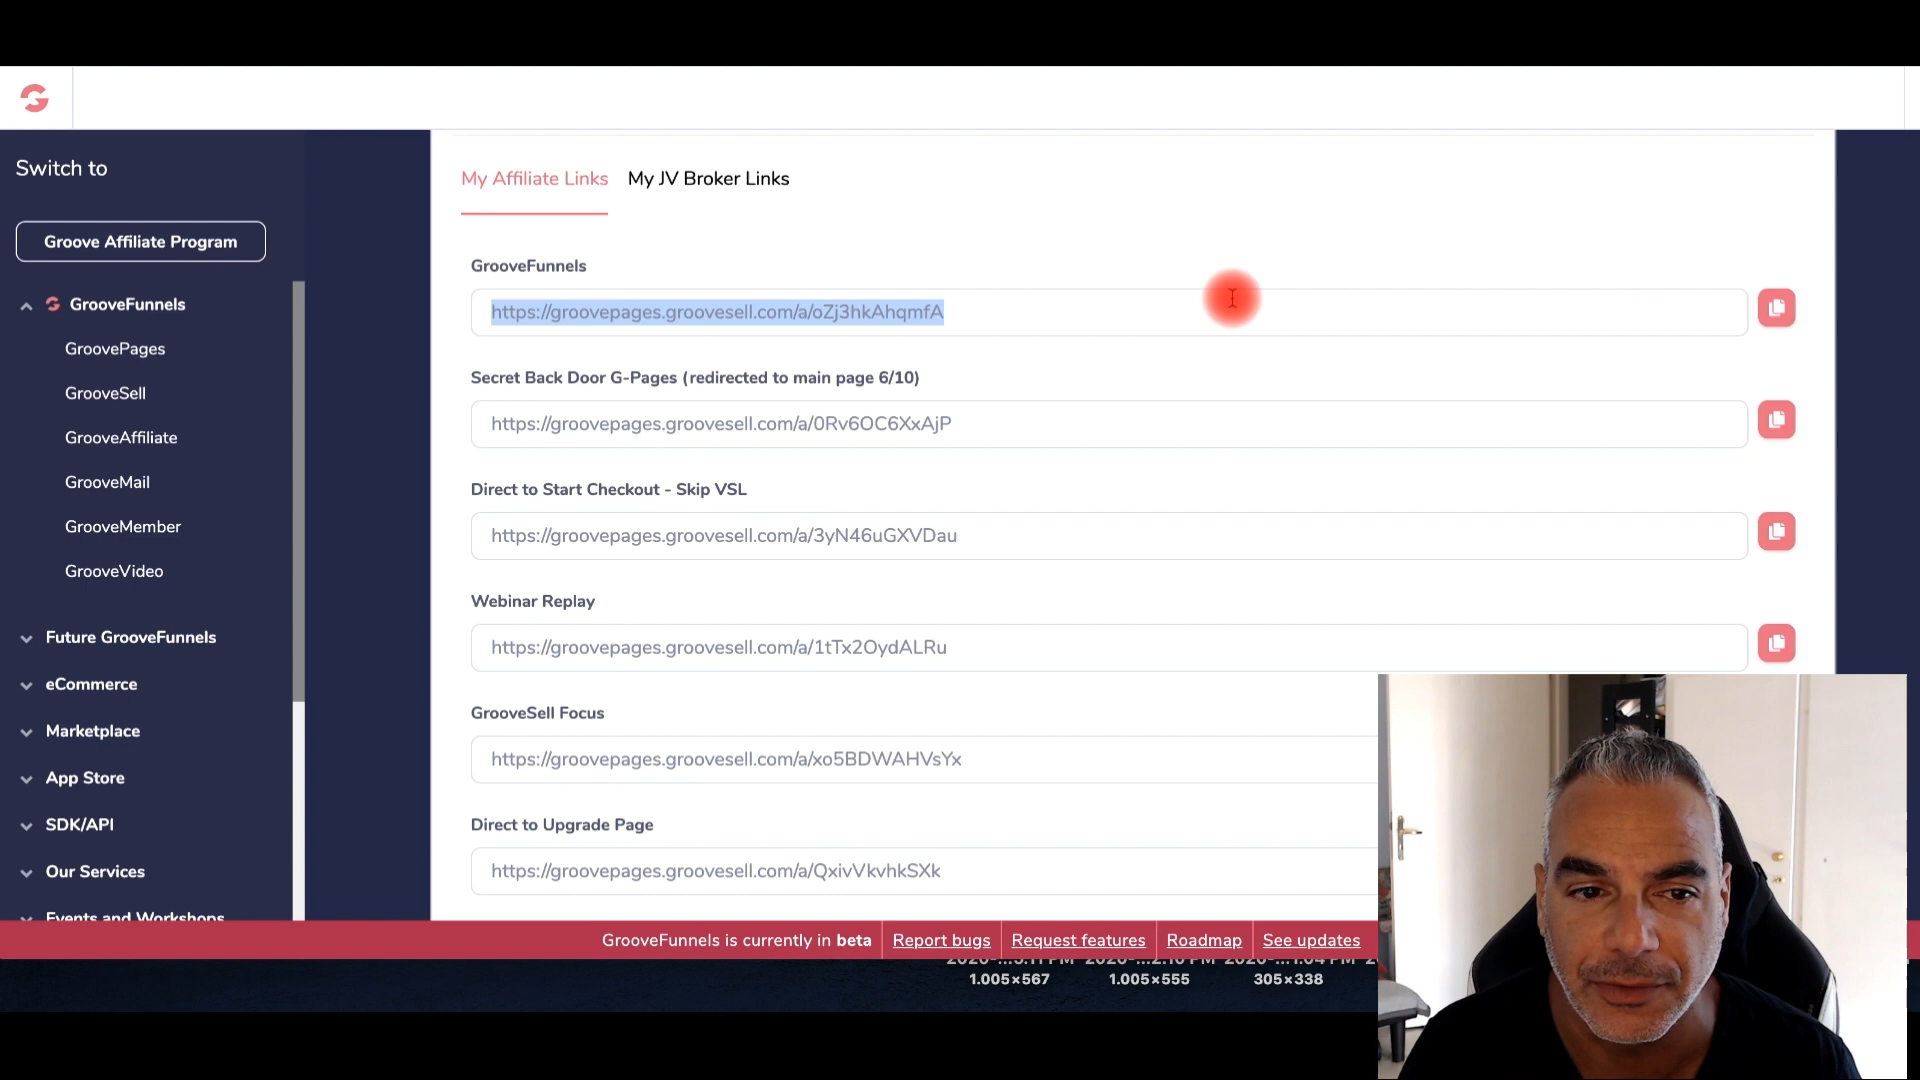 Switch to
Groove Affiliate Program
GrooveFunnels
GroovePages
GrooveSell
GrooveAffiliate
GrooveMail
GrooveMember
GrooveVideo
Future GrooveFunnels
eCommerce
Marketplace
App Store
SDK/API
Our Services
Events and Workshops
My Affiliate Links My JV Broker Links
GrooveFunnels
https://groovepages.groovesell.com/a/oZj3hkAhqmfA
Secret Back Door G-Pages (redirected to main page 6/10)
https://groovepages.groovesell.com/a/0Rv6OC6XxAjP
Direct to Start Checkout - Skip VSL
https://groovepages.groovesell.com/a/3yN46uGXVDau
Webinar Replay
https://groovepages.groovesell.com/a/1tTx2OydALRu
GrooveSell Focus
https://groovepages.groovesell.com/a/xo5BDWAHVsYx
Direct to Upgrade Page
https://groovepages.groovesell.com/a/QxivVkvhkSXk
GrooveFunnels is currently in beta Report bugs Request features Roadmap See updates
1.005×567 1.005×555 305×338